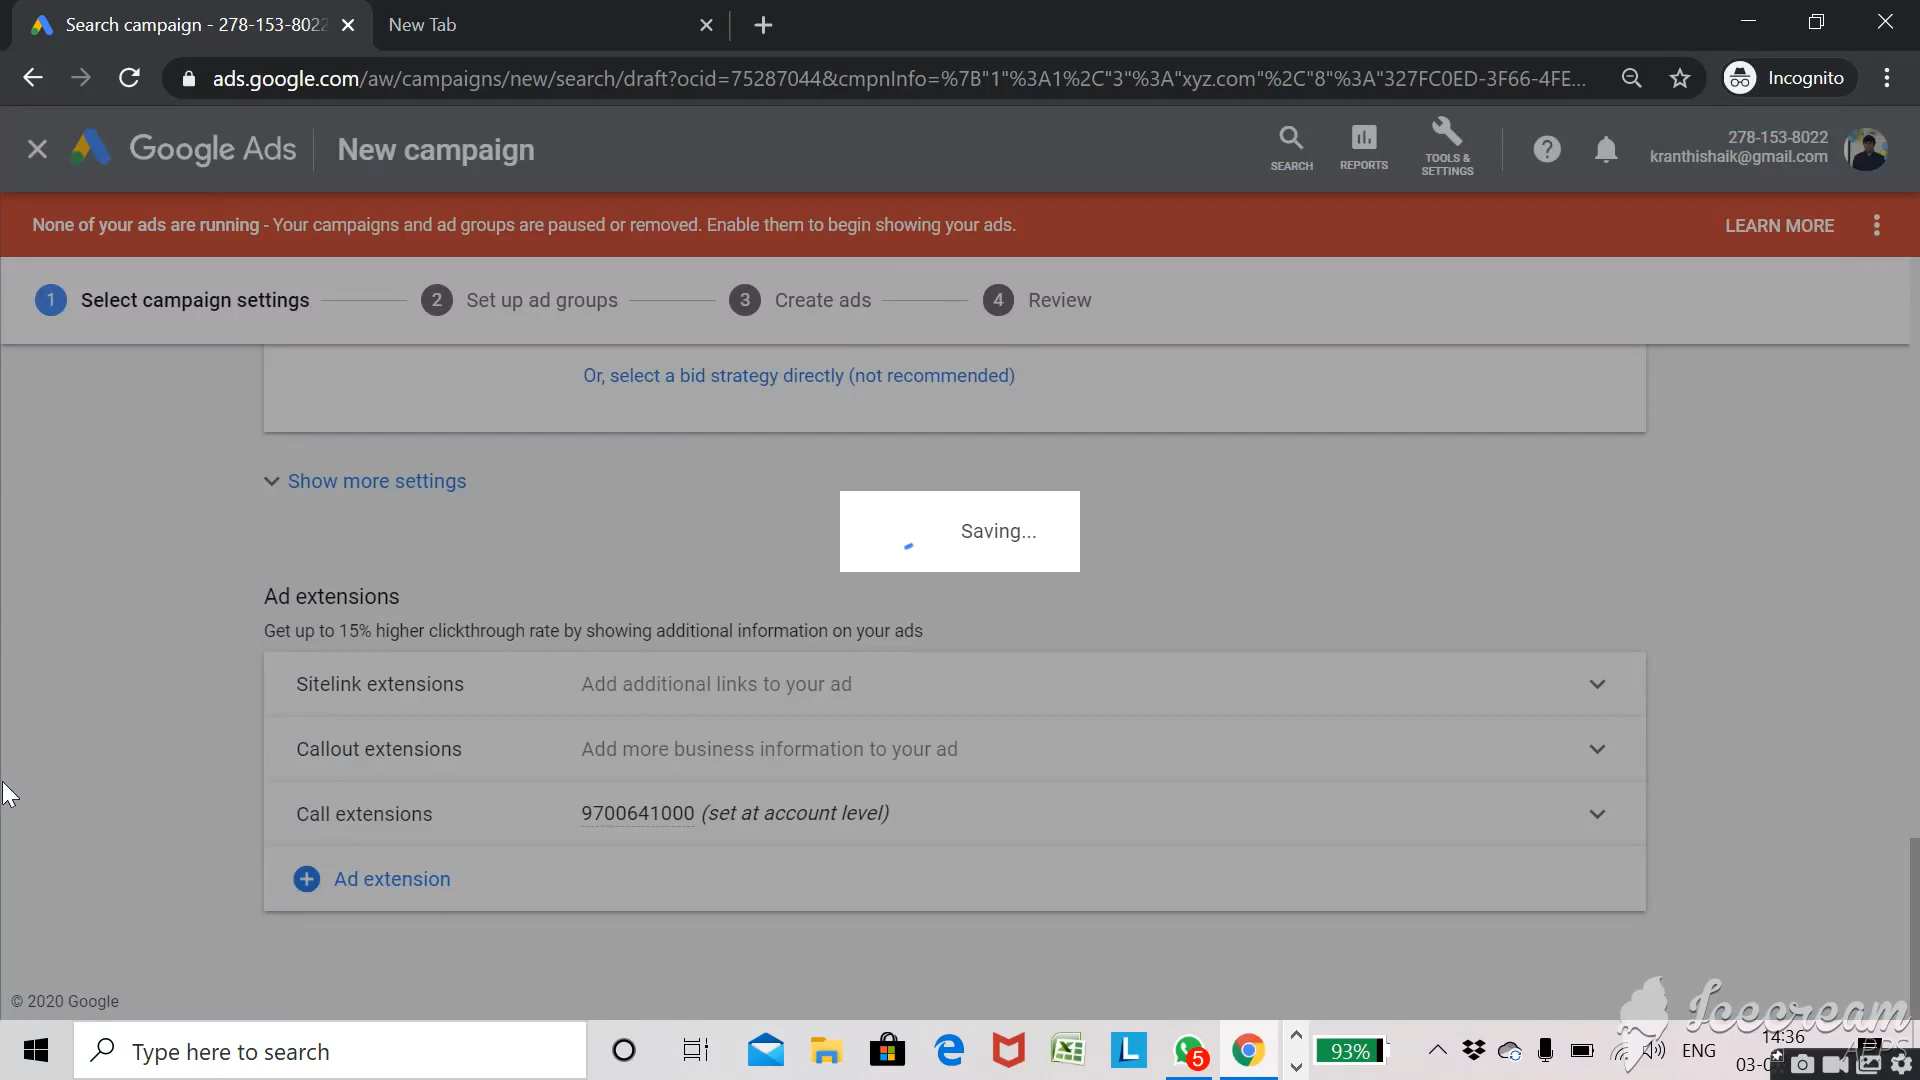 Search campaign - 278-153-8022
New Tab
ads.google.com/aw/campaigns/new/search/draft?ocid=75287044&cmpnInfo=%7B"1"%3A1%2C"3"%3A"xyz.com"%2C"8"%3A"327FC0ED-3F66-4FE...
Incognito
Google Ads
New campaign
SEARCH
REPORTS
TOOLS &
SETTINGS
278-153-8022
kranthishaik@gmail.com
None of your ads are running - Your campaigns and ad groups are paused or removed. Enable them to begin showing your ads.
LEARN MORE
1 Select campaign settings
2 Set up ad groups
3 Create ads
4 Review
Or, select a bid strategy directly (not recommended)
Show more settings
Saving...
Ad extensions
Get up to 15% higher clickthrough rate by showing additional information on your ads
Sitelink extensions Add additional links to your ad
Callout extensions Add more business information to your ad
Call extensions 9700641000 (set at account level)
Ad extension
© 2020 Google
Icecream
APPS
Type here to search
L
5
93%
ENG
14:36